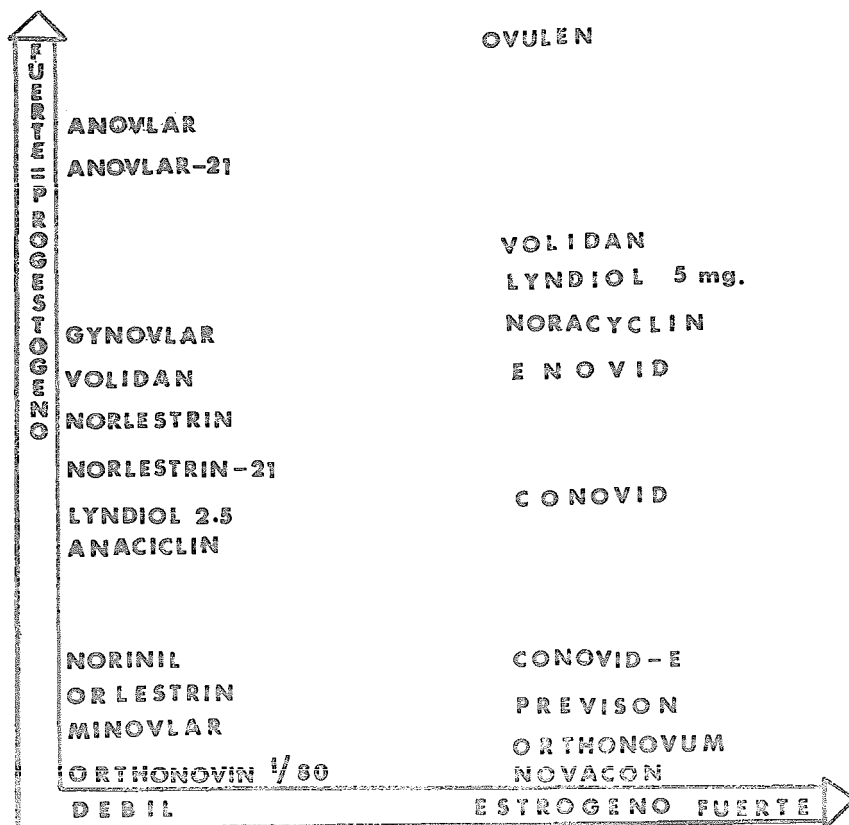 OVULEN
FUERTE = PROGESTOGENO
ANOVLAR
ANOVLAR-21
VOLIDAN
LYNDIOL 5 mg.
NORACYCLIN
ENOVID
GYNOVLAR
VOLIDAN
NORLESTRIN
NORLESTRIN-21
CONOVID
LYNDIOL 2.5
ANACICLIN
NORINIL
CONOVID-E
ORLESTRIN
PREVISON
MINOVLAR
ORTHONOVUM
ORTHONOVIN 1/80
NOVACON
DEBIL
ESTROGENO FUERTE